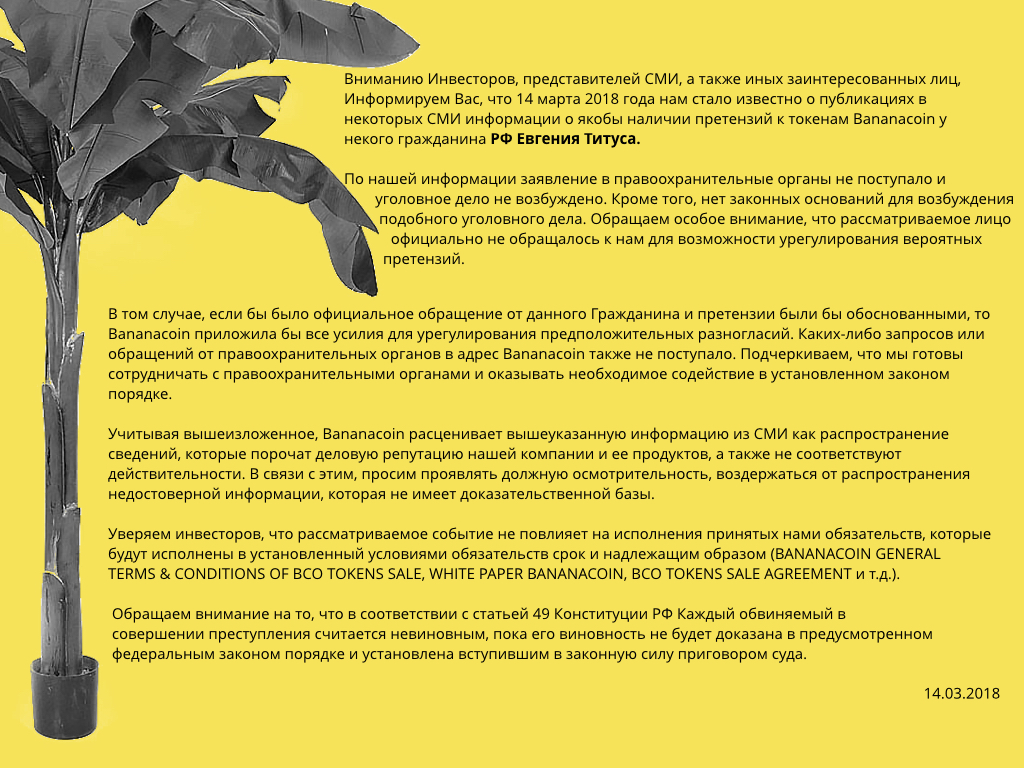 Вниманию Инвесторов, представителей СМИ, а также иных заинтересованных лиц,
Информируем Вас, что 14 марта 2018 года нам стало известно о публикациях в
некоторых СМИ информации о якобы наличии претензий к токенам Bananacoin у
некого гражданина РФ Евгения Титуса.
По нашей информации заявление в правоохранительные органы не поступало и
уголовное дело не возбуждено. Кроме того, нет законных оснований для возбуждения
подобного уголовного дела. Обращаем особое внимание, что рассматриваемое лицо
официально не обращалось к нам для возможности урегулирования вероятных
претензий.
В том случае, если бы было официальное обращение от данного Гражданина и претензии были бы обоснованными, то
Bananacoin приложила бы все усилия для урегулирования предположительных разногласий. Каких-либо запросов или
обращений от правоохранительных органов в адрес Bananacoin также не поступало. Подчеркиваем, что мы готовы
сотрудничать с правоохранительными органами и оказывать необходимое содействие в установленном законом
порядке.
Учитывая вышеизложенное, Bananacoin расценивает вышеуказанную информацию из СМИ как распространение
сведений, которые порочат деловую репутацию нашей компании и ее продуктов, а также не соответствуют
действительности. В связи с этим, просим проявлять должную осмотрительность, воздержаться от распространения
недостоверной информации, которая не имеет доказательственной базы.
Уверяем инвесторов, что рассматриваемое событие не повлияет на исполнения принятых нами обязательств, которые
будут исполнены в установленный условиями обязательств срок и надлежащим образом (BANANACOIN GENERAL
TERMS & CONDITIONS OF BCO TOKENS SALE, WHITE PAPER BANANACOIN, BCO TOKENS SALE AGREEMENT и т.д.).
Обращаем внимание на то, что в соответствии с статьей 49 Конституции РФ Каждый обвиняемый в
совершении преступления считается невиновным, пока его виновность не будет доказана в предусмотренном
федеральным законом порядке и установлена вступившим в законную силу приговором суда.
14.03.2018